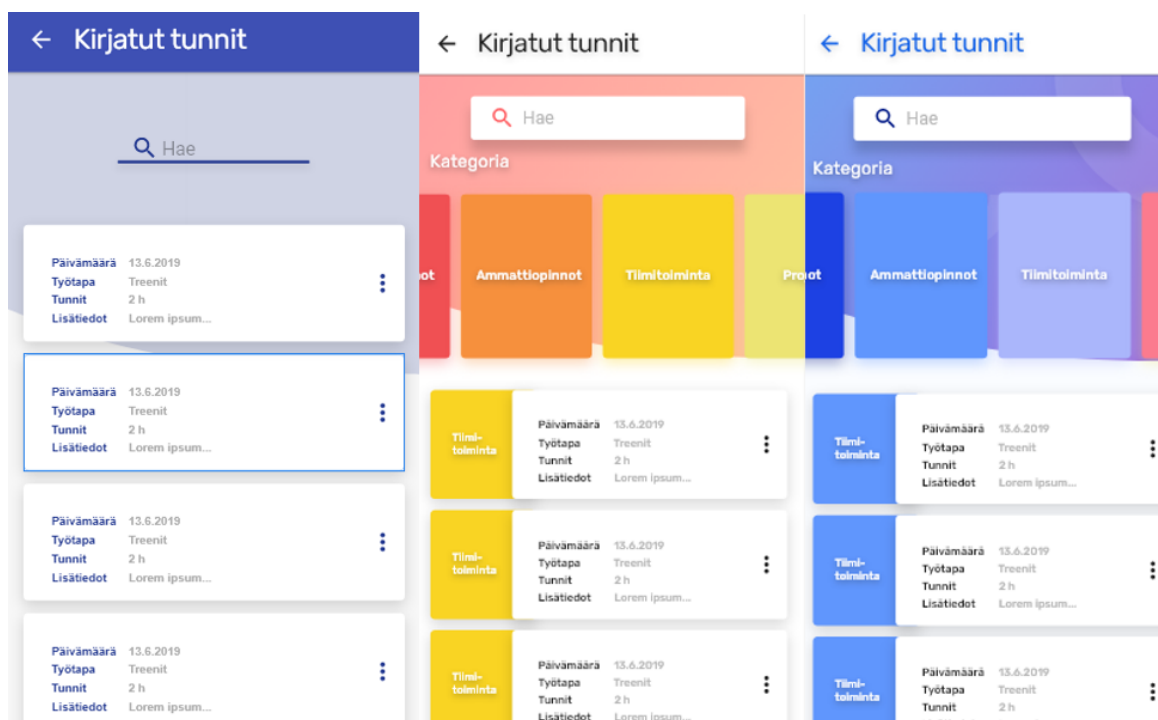 Kirjatut tunnit
Hae
Päivämäärä 13.6.2019
Työtapa Treenit
Tunnit 2 h
Lisätiedot Lorem ipsum...
Päivämäärä 13.6.2019
Työtapa Treenit
Tunnit 2 h
Lisätiedot Lorem ipsum...
Päivämäärä 13.6.2019
Työtapa Treenit
Tunnit 2 h
Lisätiedot Lorem ipsum...
Päivämäärä 13.6.2019
Työtapa Treenit
Tunnit 2 h
Lisätiedot Lorem ipsum...
Kirjatut tunnit
Hae
Kategoria
ot Ammattiopinnot Tiimitoiminta Pro
Tiimi-
toiminta
Päivämäärä 13.6.2019
Työtapa Treenit
Tunnit 2 h
Lisätiedot Lorem ipsum...
Tiimi-
toiminta
Päivämäärä 13.6.2019
Työtapa Treenit
Tunnit 2 h
Lisätiedot Lorem ipsum...
Tiimi-
toiminta
Päivämäärä 13.6.2019
Työtapa Treenit
Tunnit 2 h
Lisätiedot Lorem ipsum...
Kirjatut tunnit
Hae
Kategoria
ot Ammattiopinnot Tiimitoiminta
Tiimi-
toiminta
Päivämäärä 13.6.2019
Työtapa Treenit
Tunnit 2 h
Lisätiedot Lorem ipsum...
Tiimi-
toiminta
Päivämäärä 13.6.2019
Työtapa Treenit
Tunnit 2 h
Lisätiedot Lorem ipsum...
Tiimi-
toiminta
Päivämäärä 13.6.2019
Työtapa Treenit
Tunnit 2 h